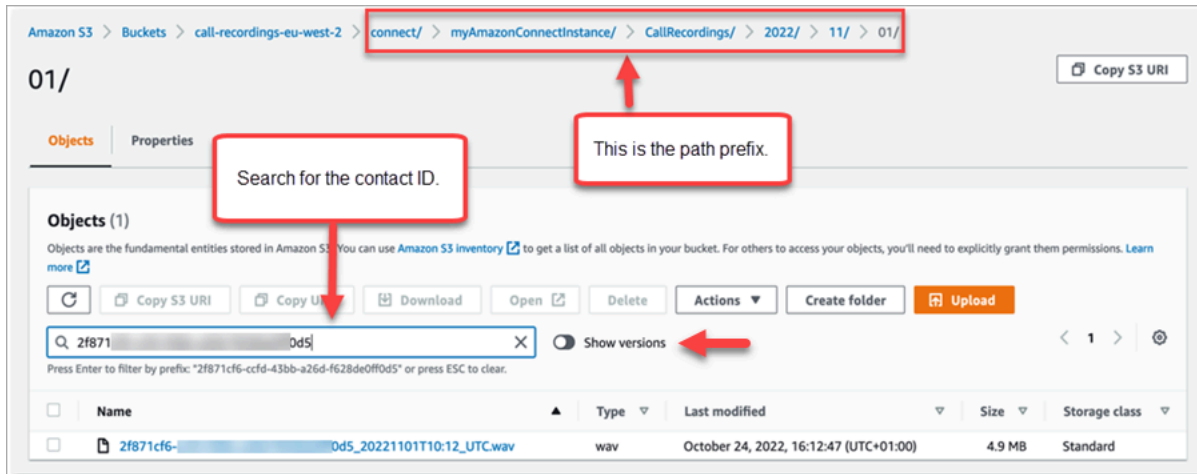 Amazon S3 > Buckets > call-recordings-eu-west-2 > connect/ > myAmazonConnectInstance/ > CallRecordings/ > 2022/ > 11/ > 01/
01/
Copy S3 URI
Objects
Properties
This is the path prefix.
Search for the contact ID.
Objects (1)
Objects are the fundamental entities stored in Amazon S3. You can use Amazon S3 inventory to get a list of all objects in your bucket. For others to access your objects, you'll need to explicitly grant them permissions. Learn
more
Copy S3 URI Copy U Download Open Delete Actions Create folder Upload
2f871 0d5 Show versions < 1 >
Press Enter to filter by prefix: "2f871cf6-ccfd-43bb-a26d-f628de0ff0d5" or press ESC to clear.
Name Type Last modified Size Storage class
2f871cf6- 0d5_20221101T10:12_UTC.wav wav October 24, 2022, 16:12:47 (UTC+01:00) 4.9 MB Standard